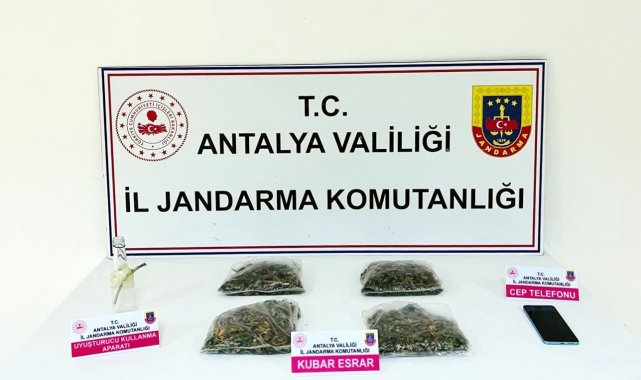 T.C.
ANTALYA VALİLİĞİ
İL JANDARMA KOMUTANLIĞI
JANDARMA
T.C.
ANTALYA VALİLİĞİ
İL JANDARMA KOMUTANLIĞI
UYUŞTURUCU KULLANMA
APARATI
T.C.
ANTALYA VALİLİĞİ
İL JANDARMA KOMUTANLIĞI
KUBAR ESRAR
T.C.
ANTALYA VALİLİĞİ
İL JANDARMA KOMUTANLIĞI
CEP TELEFONU